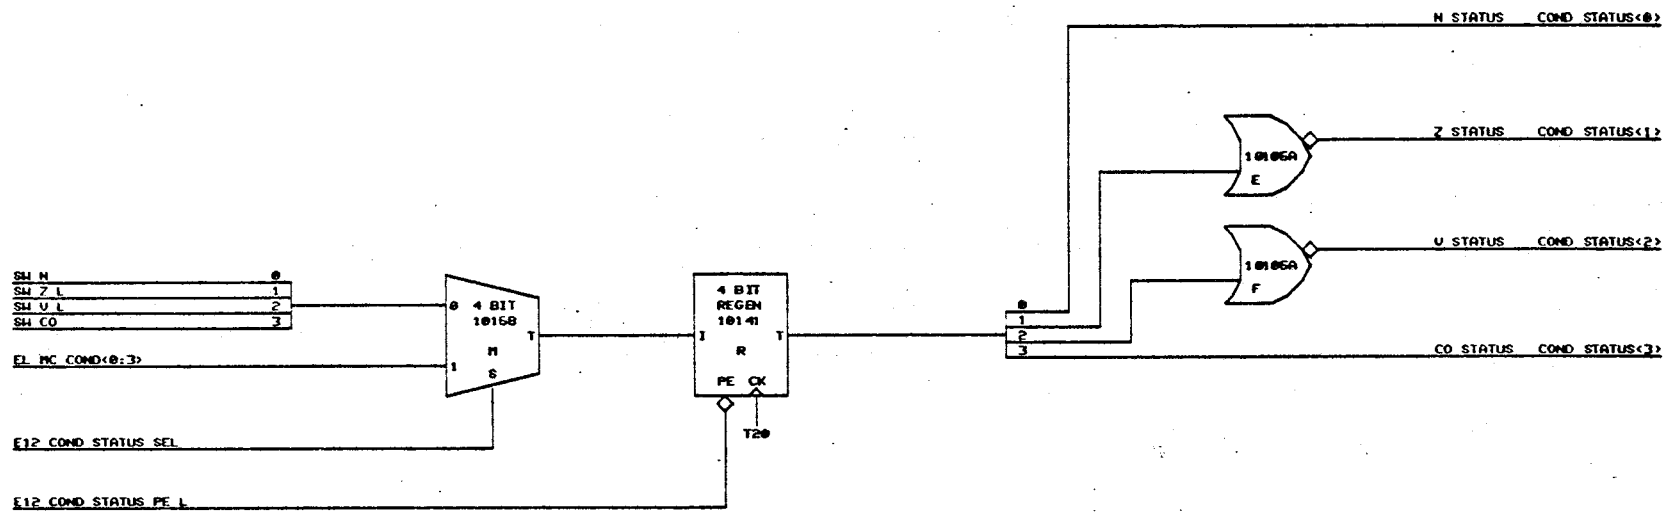 N STATUS COND STATUS<0>
Z STATUS COND STATUS<1>
10106A
E
V STATUS COND STATUS<2>
10106A
F
SW N 0
SW Z L 1
SW V L 2
SW CO 3
0 4 BIT
10158
T
M
1
S
EL MC COND<0:3>
4 BIT
REGEN
10141
I T
R
PE CK
T20
0
1
2
3
CO STATUS COND STATUS<3>
E12 COND STATUS SEL
E12 COND STATUS PE L